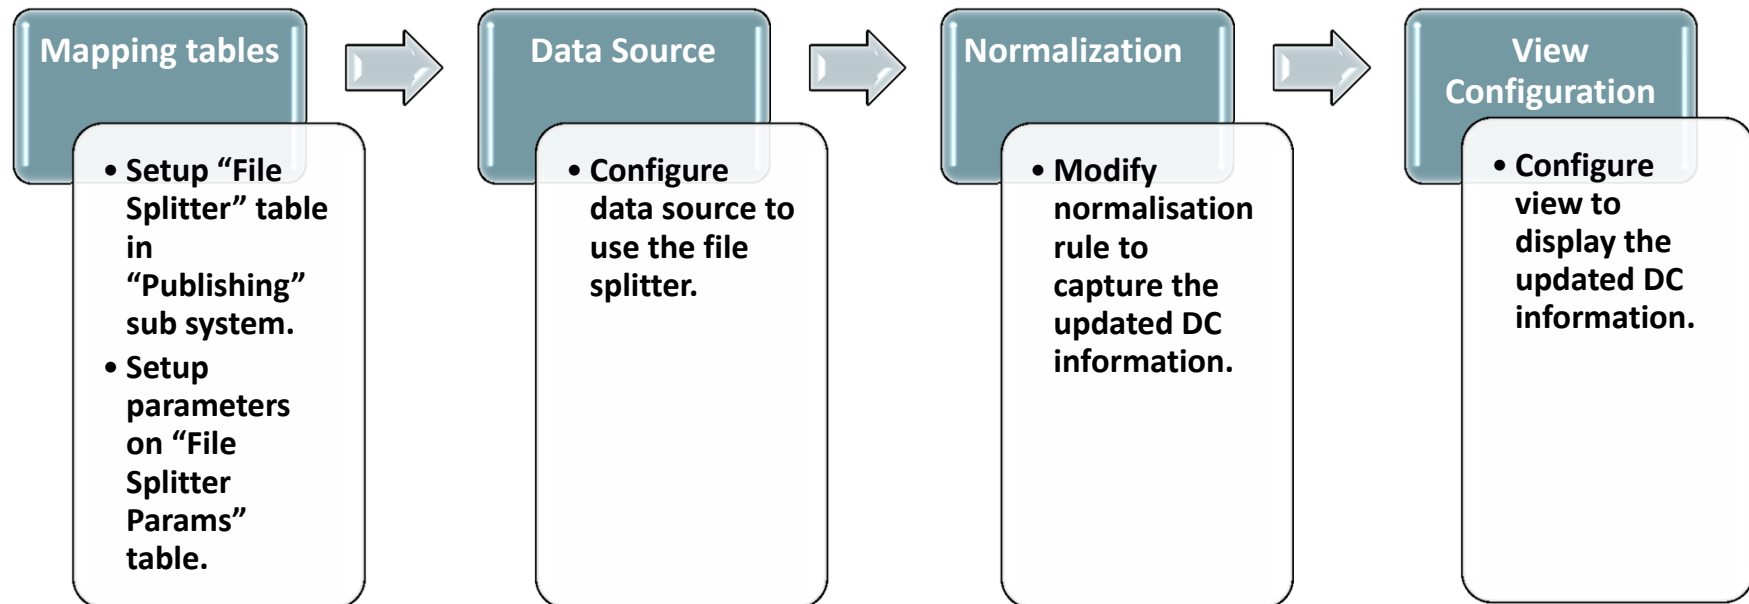 Mapping tables
• Setup “File
Splitter” table
in
“Publishing”
sub system.
• Setup
parameters
on “File
Splitter
Params”
table.
Data Source
• Configure
data source to
use the file
splitter.
Normalization
• Modify
normalisation
rule to
capture the
updated DC
information.
View
Configuration
• Configure
view to
display the
updated DC
information.